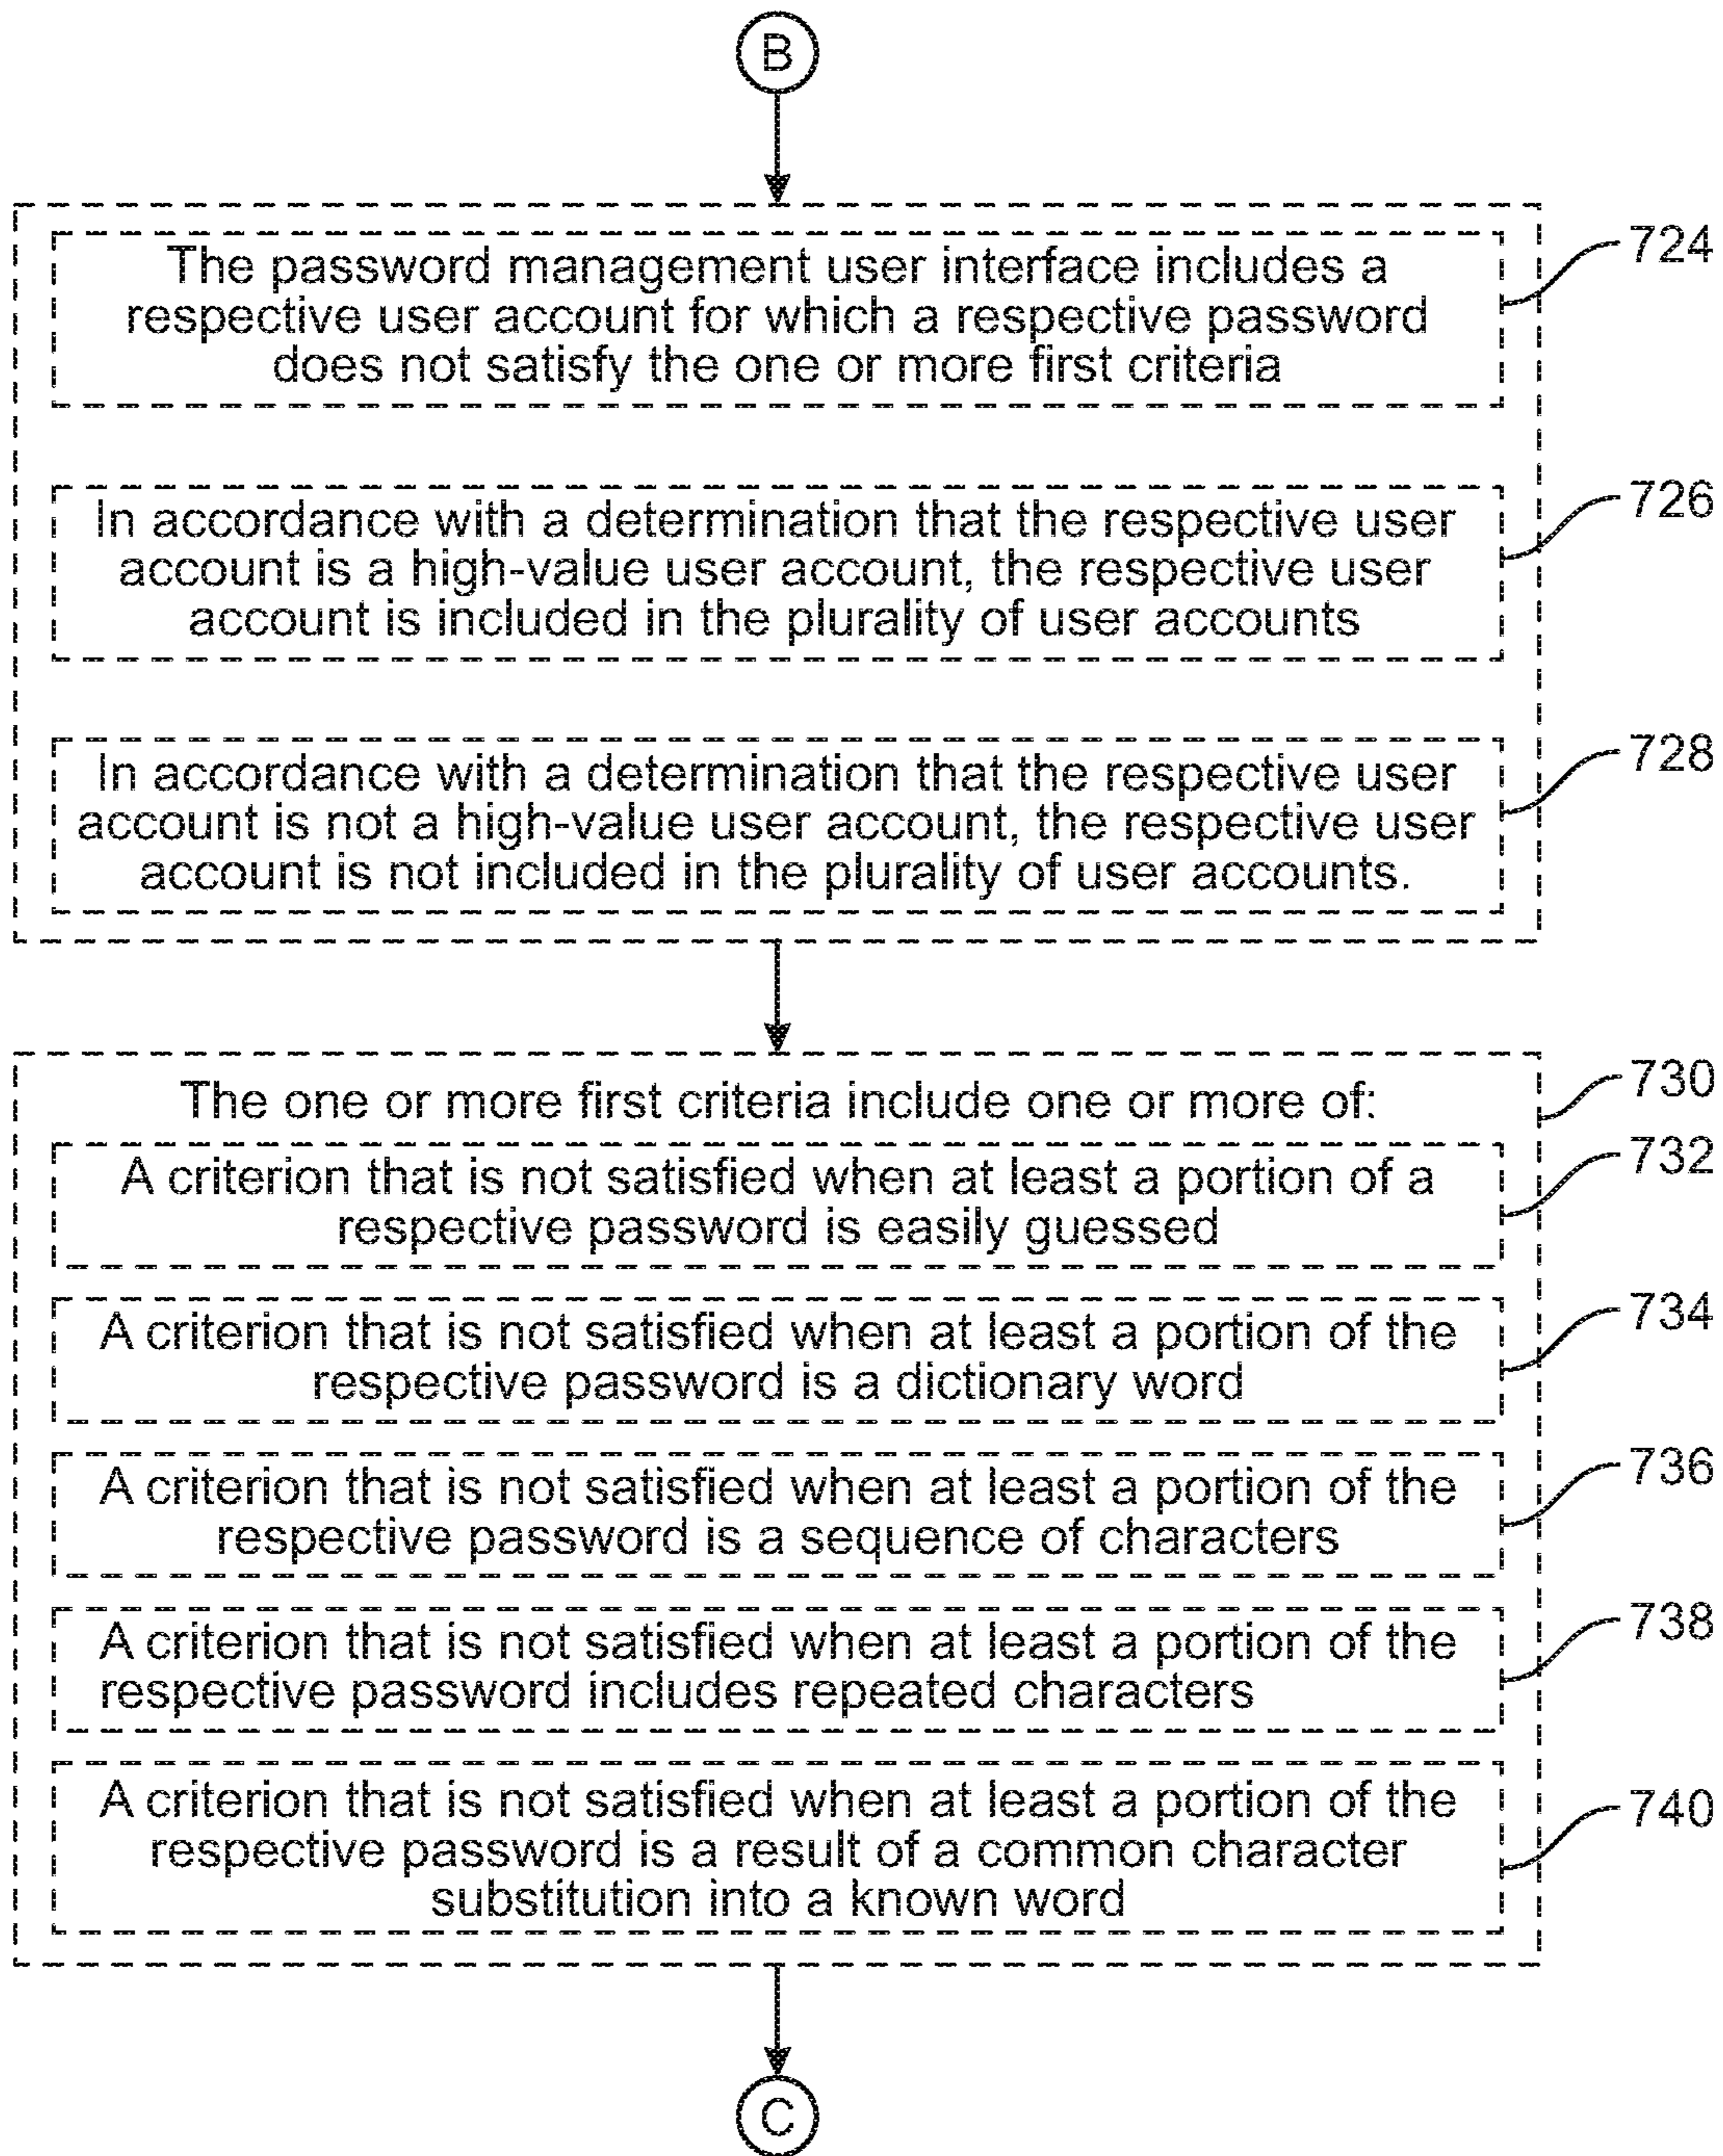 B
The password management user interface includes a
respective user account for which a respective password
does not satisfy the one or more first criteria
724
In accordance with a determination that the respective user
account is a high-value user account, the respective user
account is included in the plurality of user accounts
726
In accordance with a determination that the respective user
account is not a high-value user account, the respective user
account is not included in the plurality of user accounts.
728
The one or more first criteria include one or more of:
730
A criterion that is not satisfied when at least a portion of a
respective password is easily guessed
732
A criterion that is not satisfied when at least a portion of the
respective password is a dictionary word
734
A criterion that is not satisfied when at least a portion of the
respective password is a sequence of characters
736
A criterion that is not satisfied when at least a portion of the
respective password includes repeated characters
738
A criterion that is not satisfied when at least a portion of the
respective password is a result of a common character
substitution into a known word
740
C